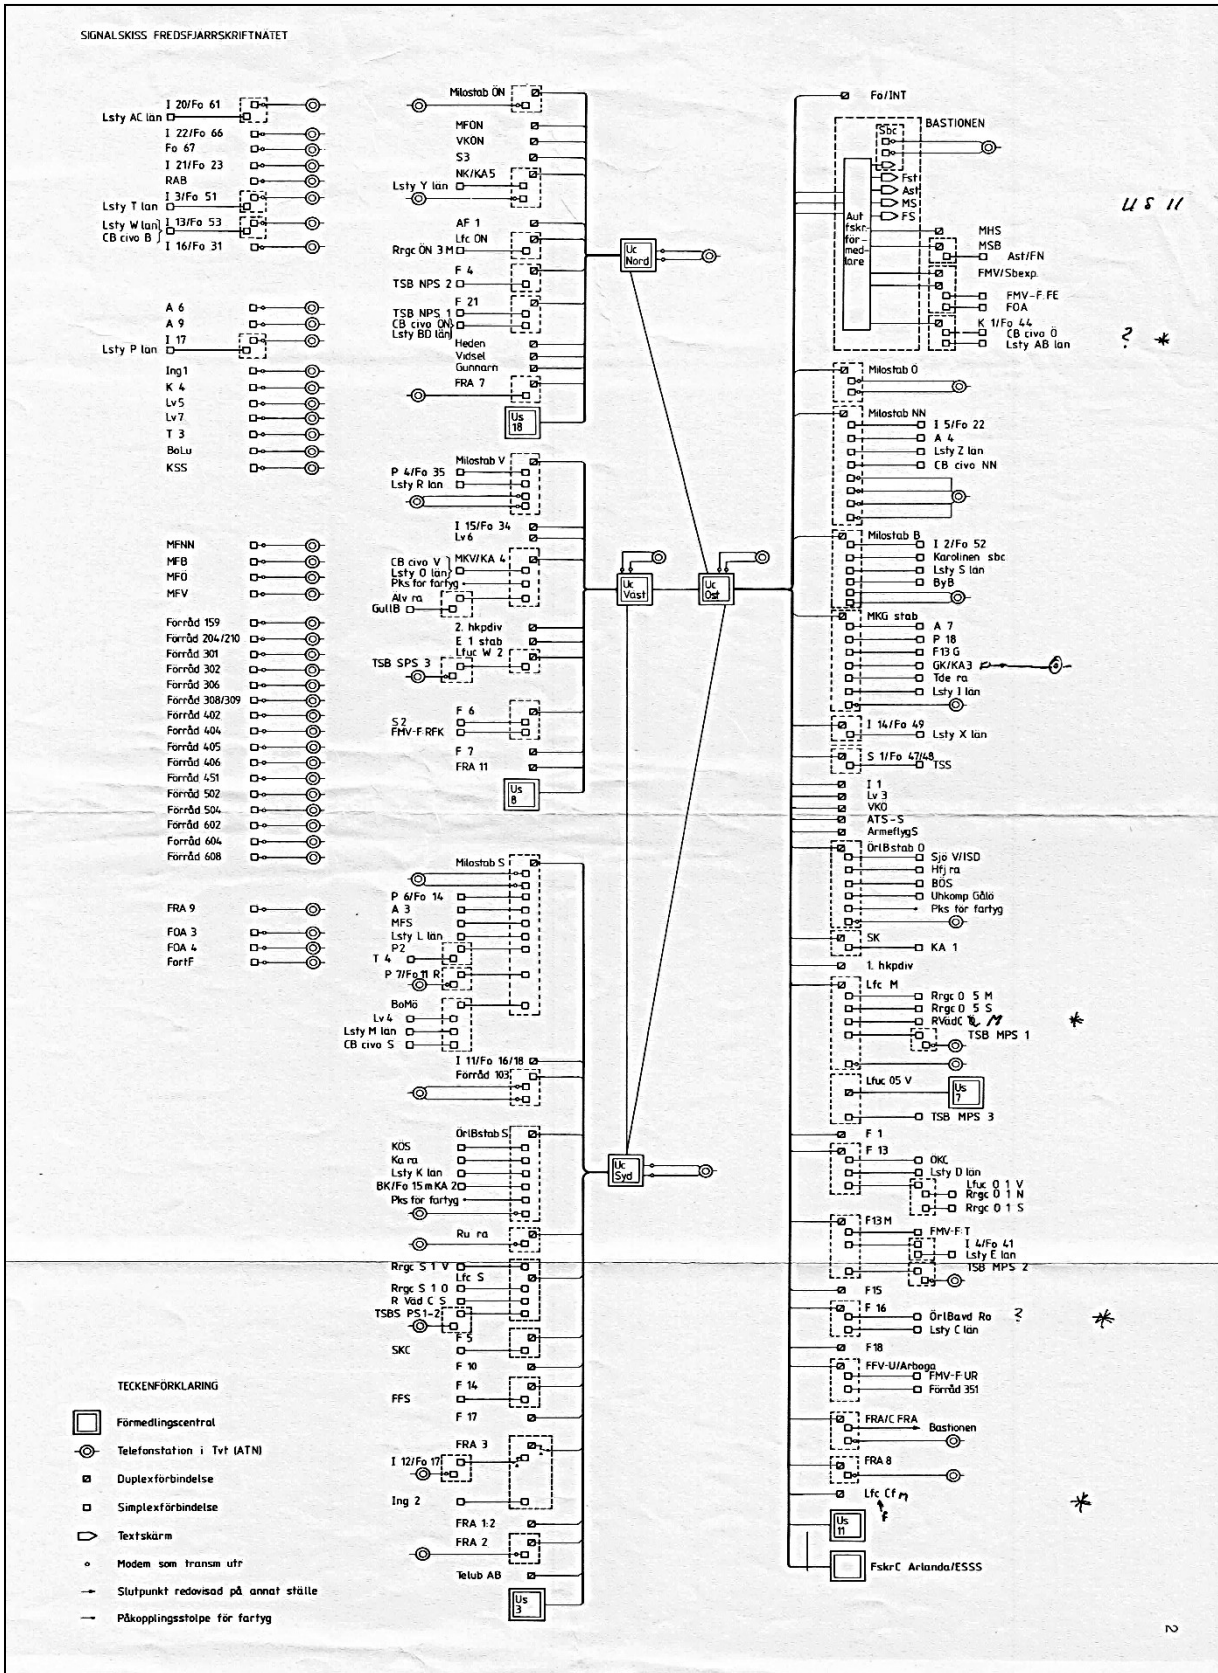 SIGNALSKISS FREDSFJÄRRSKRIFTNÄTET
I 20/Fo 61
Lsty AC län
I 22/Fo 66
Fo 67
I 21/Fo 23
RAB
I 3/Fo 51
Lsty T län
Lsty W län
I 13/Fo 53
CB civo B
I 16/Fo 31
A 6
A 9
I 17
Lsty P län
Ing1
K 4
Lv5
Lv7
T 3
BoLu
KSS
MFNN
MFB
MFÖ
MFV
Förråd 159
Förråd 204/210
Förråd 301
Förråd 302
Förråd 306
Förråd 308/309
Förråd 402
Förråd 404
Förråd 405
Förråd 406
Förråd 451
Förråd 502
Förråd 504
Förråd 602
Förråd 604
Förråd 608
FRA 9
FOA 3
FOA 4
FortF
Milostab ÖN
MFÖN
VKÖN
S3
NK/KA5
Lsty Y län
AF 1
Lfc ÖN
Rrgc ÖN 3 M
F 4
TSB NPS 2
F 21
TSB NPS 1
CB civo ÖN
Lsty BD län
Heden
Vidsel
Gunnarn
FRA 7
Us
18
Uc
Nord
Milostab V
P 4/Fo 35
Lsty R län
I 15/Fo 34
Lv6
MKV/KA 4
CB civo V
Lsty O län
Pks för fartyg
Älv ra
GullB
2. hkpdiv
E 1 stab
Lfuc W 2
TSB SPS 3
F 6
S2
FMV-F:RFK
F 7
FRA 11
Us
8
Uc
Väst
Uc
Öst
Milostab S
P 6/Fo 14
A 3
MFS
Lsty L län
P2
T 4
P 7/Fo 11 R
BoMö
Lv 4
Lsty M län
CB civo S
I 11/Fo 16/18
Förråd 103
ÖrlBstab S
KÖS
Ka ra
Lsty K län
BK/Fo 15 m KA 2
Pks för fartyg
Ru ra
Rrgc S 1 V
Lfc S
Rrgc S 1 O
R Väd C S
TSBS PS1-2
F 5
SKC
F 10
F 14
FFS
F 17
FRA 3
I 12/Fo 17
Ing 2
FRA 1:2
FRA 2
Telub AB
Us
3
Uc
Syd
Fo/INT
BASTIONEN
Sbc
Fst
Ast
MS
FS
Aut
fskr-
för-
med-
lare
MHS
MSB
Ast/FN
FMV/Sbexp.
FMV-F:FE
FOA
K 1/Fo 44
CB civo Ö
Lsty AB län
US 11
? *
Milostab Ö
Milostab NN
I 5/Fo 22
A 4
Lsty Z län
CB civo NN
Milostab B
I 2/Fo 52
Karolinen sbc
Lsty S län
ByB
MKG stab
A 7
P 18
F13 G
GK/KA3
Tde ra
Lsty I län
I 14/Fo 49
Lsty X län
S 1/Fo 47/48
TSS
I 1
Lv 3
VKÖ
ATS-S
ArmeflygS
ÖrlBstab O
Sjö V/ISD
Hfj ra
BÖS
Uhkomp Gålö
Pks för fartyg
SK
KA 1
1. hkpdiv
Lfc M
Rrgc O 5 M
Rrgc O 5 S
RVädC M
*
TSB MPS 1
Lfuc O5 V
Us
7
TSB MPS 3
F 1
F 13
ÖKC
Lsty D län
Lfuc O 1 V
Rrgc O 1 N
Rrgc O 1 S
F13 M
FMV-F:T
I 4/Fo 41
Lsty E län
TSB MPS 2
F15
F 16
ÖrlBavd Ro ? *
Lsty C län
F18
FFV-U/Arboga
FMV-F:UR
Förråd 351
FRA/C FRA
Bastionen
FRA 8
Lfc Cf M
F
*
Us
11
FskrC Arlanda/ESSS
TECKENFÖRKLARING
Förmedlingscentral
Telefonstation i Tvt (ATN)
Duplexförbindelse
Simplexförbindelse
Textskärm
Modem som transm utr
Slutpunkt redovisad på annat ställe
Påkopplingsstolpe för fartyg
2